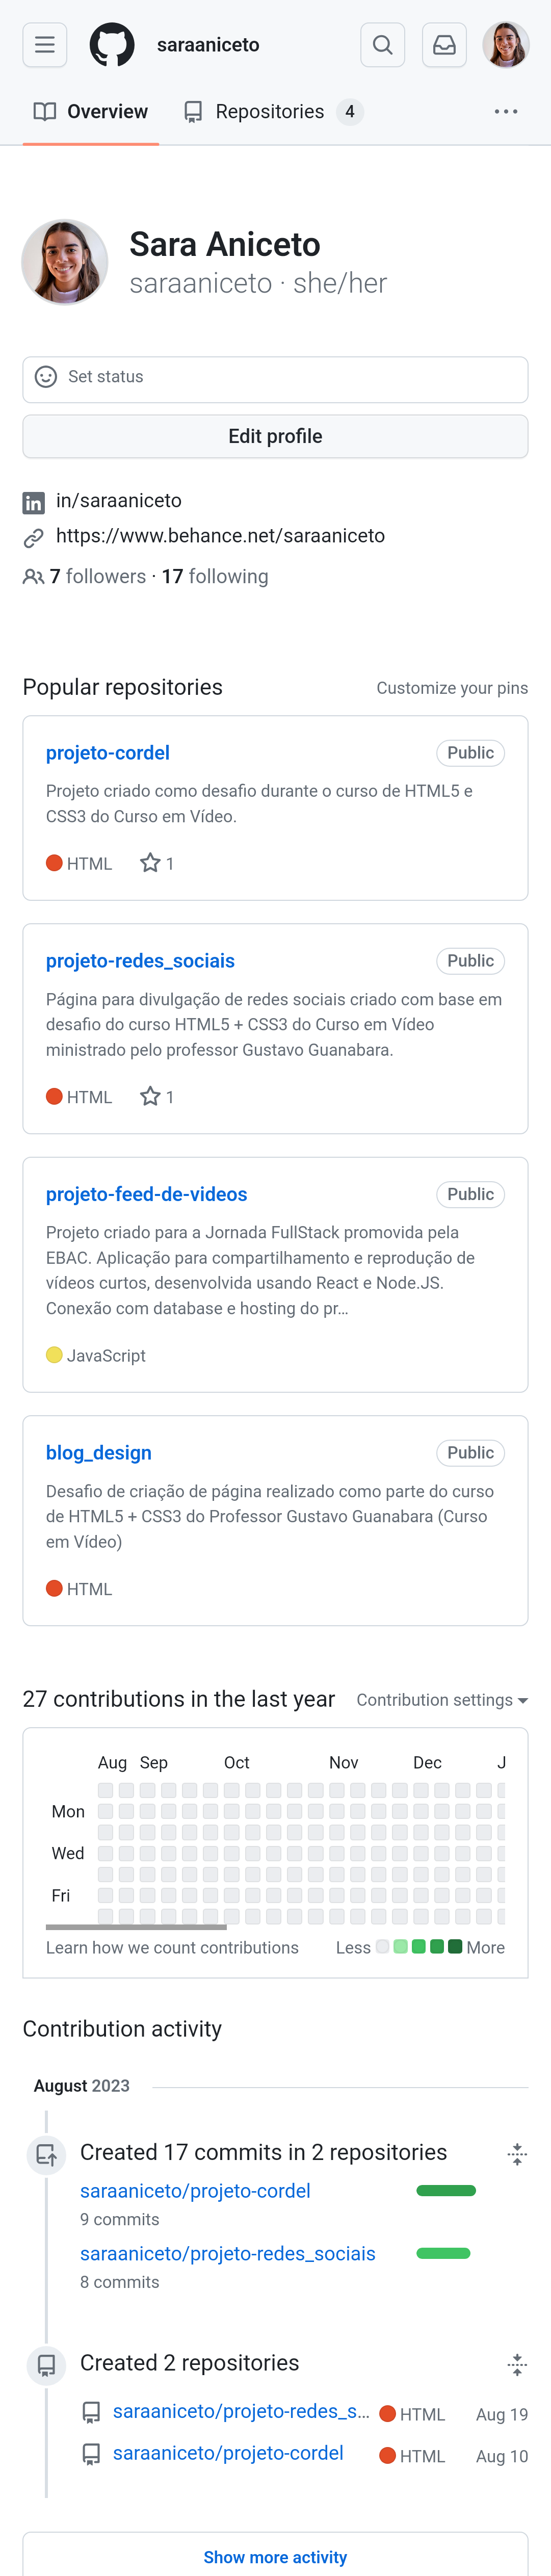 saraaniceto
Overview
Repositories 4
Sara Aniceto
saraaniceto · she/her
Set status
Edit profile
in/saraaniceto
https://www.behance.net/saraaniceto
7 followers · 17 following
Popular repositories
Customize your pins
projeto-cordel
Public
Projeto criado como desafio durante o curso de HTML5 e
CSS3 do Curso em Vídeo.
HTML
1
projeto-redes_sociais
Public
Página para divulgação de redes sociais criado com base em
desafio do curso HTML5 + CSS3 do Curso em Vídeo
ministrado pelo professor Gustavo Guanabara.
HTML
1
projeto-feed-de-videos
Public
Projeto criado para a Jornada FullStack promovida pela
EBAC. Aplicação para compartilhamento e reprodução de
vídeos curtos, desenvolvida usando React e Node.JS.
Conexão com database e hosting do pr...
JavaScript
blog_design
Public
Desafio de criação de página realizado como parte do curso
de HTML5 + CSS3 do Professor Gustavo Guanabara (Curso
em Vídeo)
HTML
27 contributions in the last year
Contribution settings
Aug Sep Oct Nov Dec J
Mon
Wed
Fri
Learn how we count contributions
Less
More
Contribution activity
August 2023
Created 17 commits in 2 repositories
saraaniceto/projeto-cordel
9 commits
saraaniceto/projeto-redes_sociais
8 commits
Created 2 repositories
saraaniceto/projeto-redes_s...
HTML
Aug 19
saraaniceto/projeto-cordel
HTML
Aug 10
Show more activity